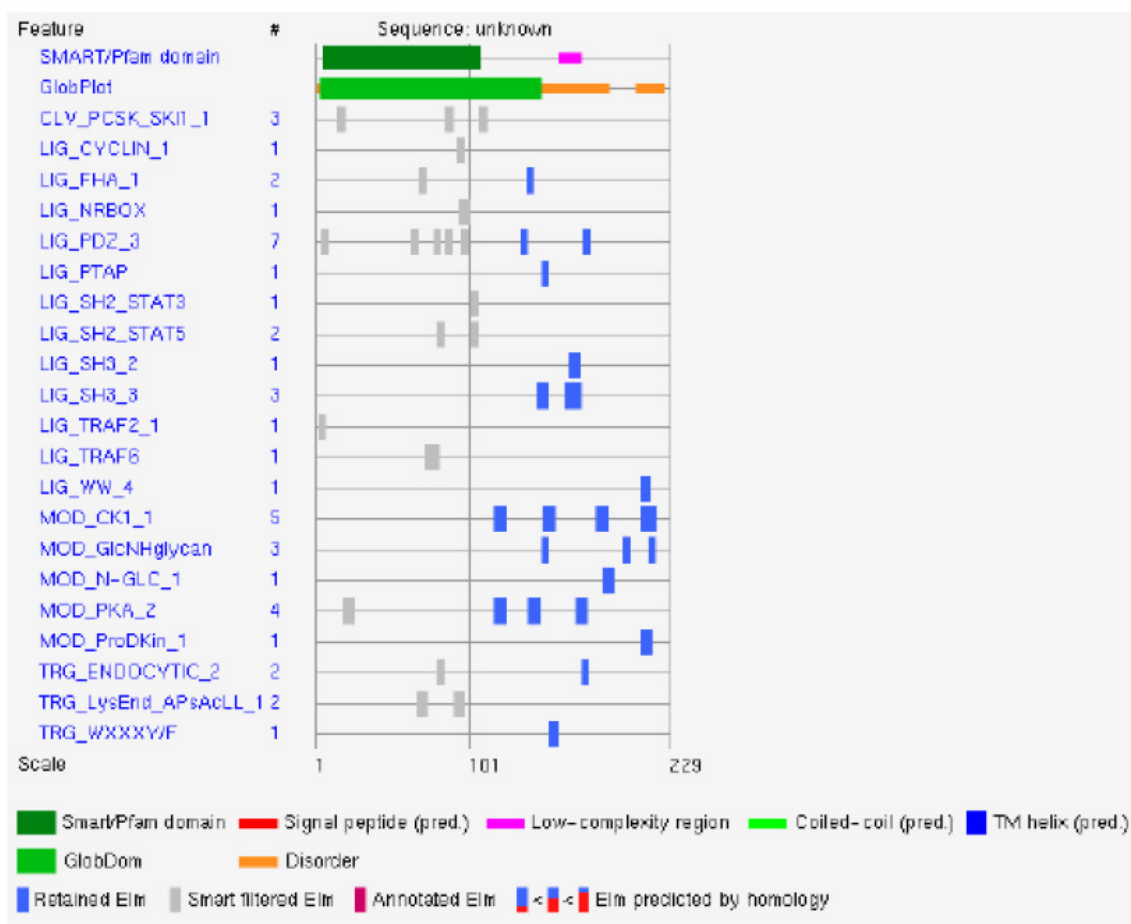 Feature # Sequence: unknown
SMART/Pfam domain
GlobPlot
CLV_PCSK_SKI1_1 3
LIG_CYCLIN_1 1
LIG_FHA_1 2
LIG_NRBOX 1
LIG_PDZ_3 7
LIG_PTAP 1
LIG_SH2_STAT3 1
LIG_SH2_STAT5 2
LIG_SH3_2 1
LIG_SH3_3 3
LIG_TRAF2_1 1
LIG_TRAF6 1
LIG_WW_4 1
MOD_CK1_1 5
MOD_GlcNHglycan 3
MOD_N-GLC_1 1
MOD_PKA_2 4
MOD_ProDKin_1 1
TRG_ENDOCYTIC_2 2
TRG_LysEnd_APsAcLL_1 2
TRG_WXXXY/F 1
Scale 1 101 229
Smart/Pfam domain Signal peptide (pred.) Low-complexity region Coiled-coil (pred.) TM helix (pred.)
GlobDom Disorder
Retained Elm Smart filtered Elm Annotated Elm < < Elm predicted by homology